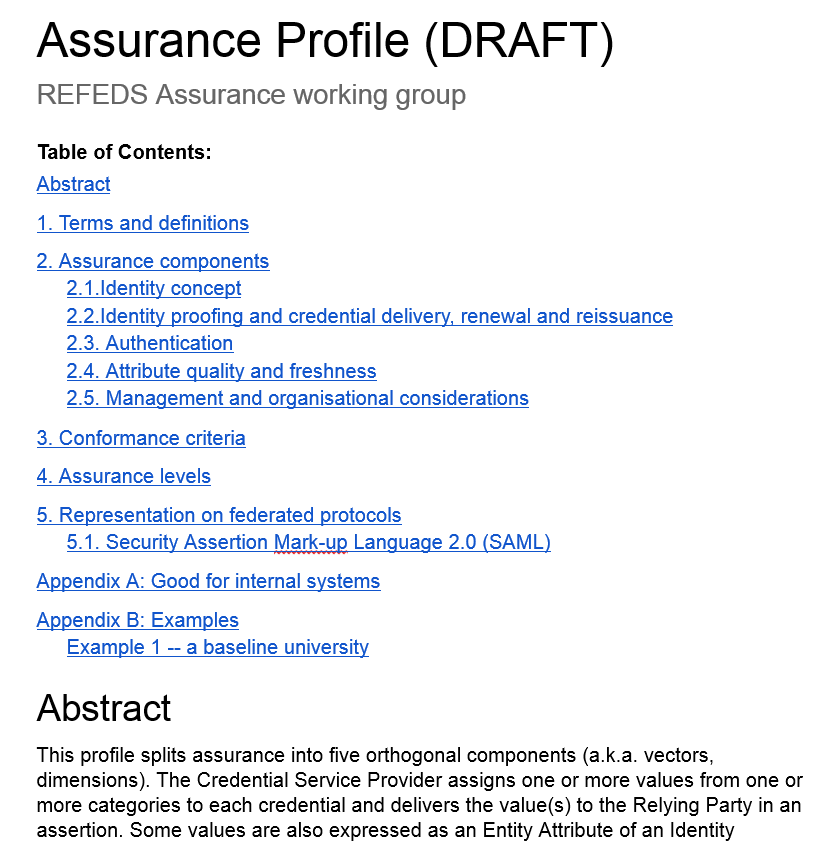 Assurance Profile (DRAFT)
REFEDS Assurance working group
Table of Contents:
Abstract
1. Terms and definitions
2. Assurance components
2.1.Identity concept
2.2.Identity proofing and credential delivery, renewal and reissuance
2.3. Authentication
2.4. Attribute quality and freshness
2.5. Management and organisational considerations
3. Conformance criteria
4. Assurance levels
5. Representation on federated protocols
5.1. Security Assertion Mark-up Language 2.0 (SAML)
Appendix A: Good for internal systems
Appendix B: Examples
Example 1 -- a baseline university
Abstract
This profile splits assurance into five orthogonal components (a.k.a. vectors,
dimensions). The Credential Service Provider assigns one or more values from one or
more categories to each credential and delivers the value(s) to the Relying Party in an
assertion. Some values are also expressed as an Entity Attribute of an Identity